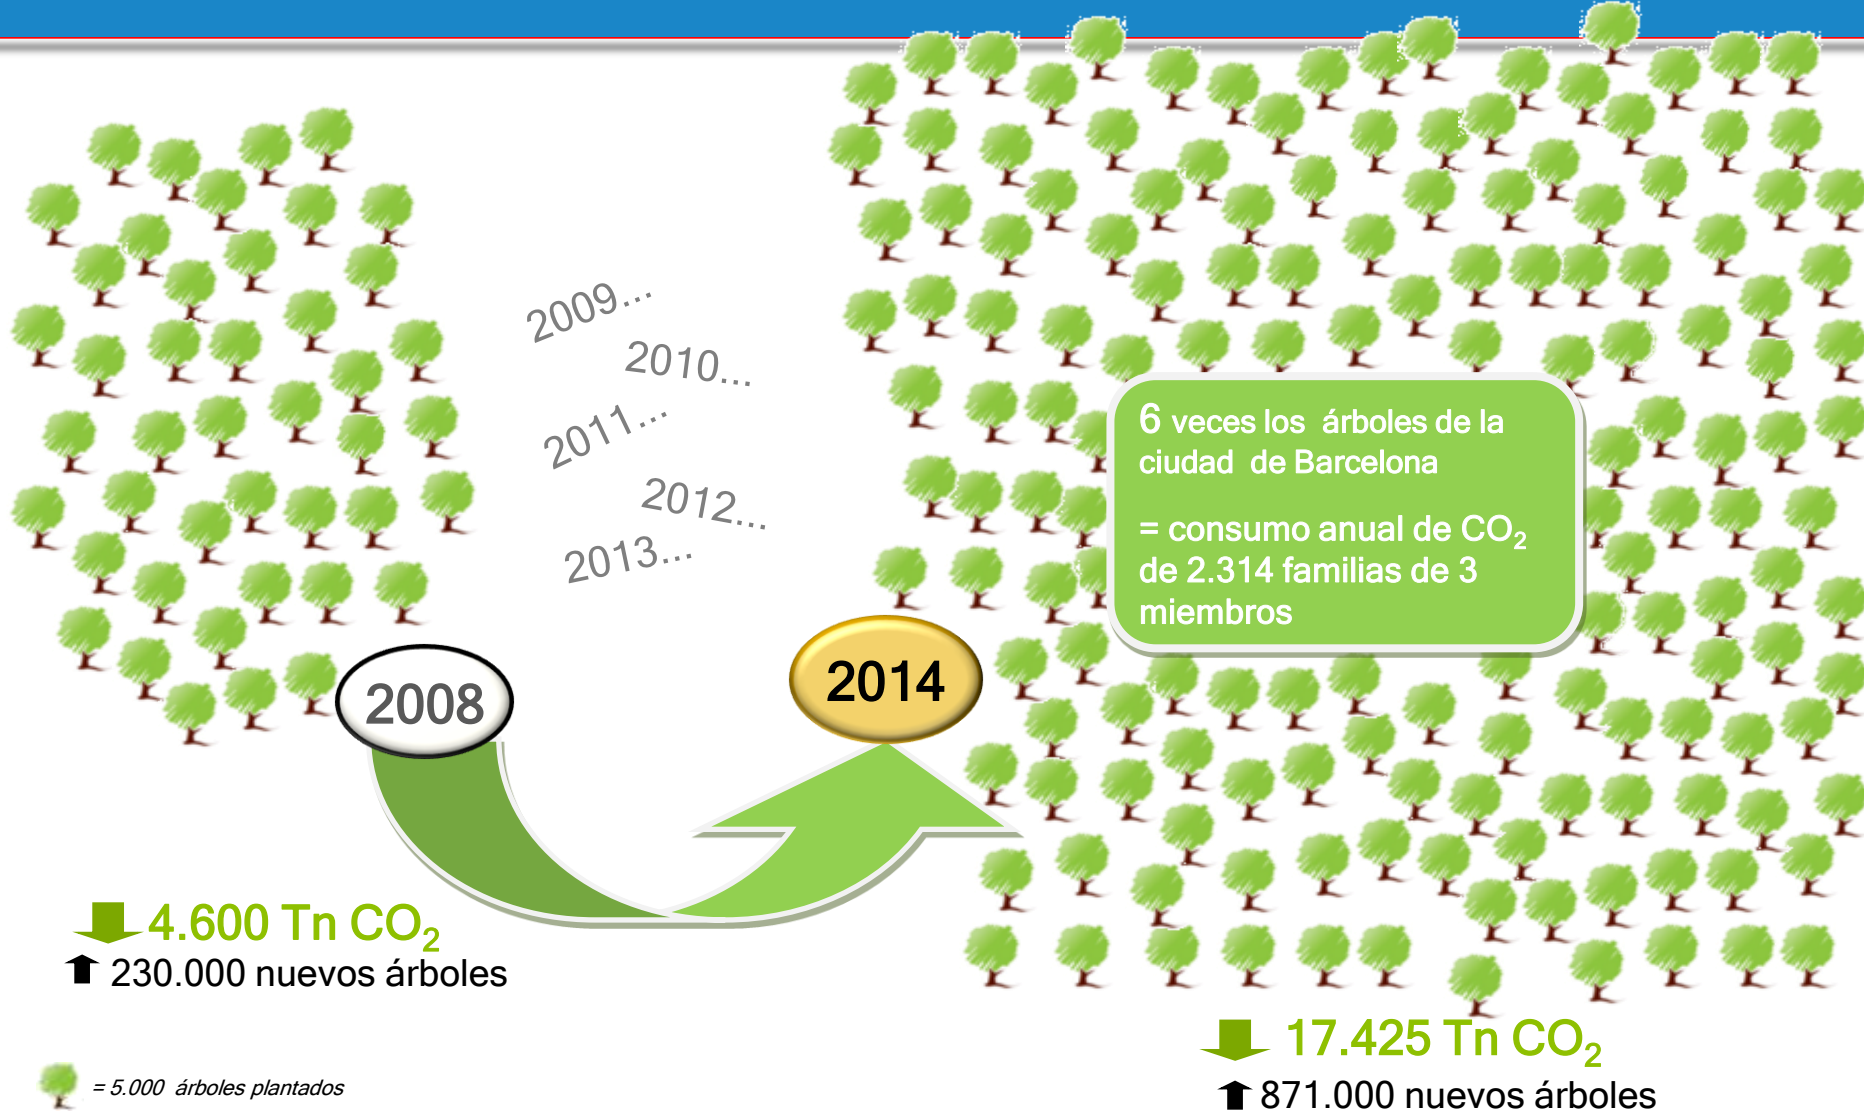 2009...
2010...
2011...
2012...
2013...
6 veces los árboles de la
ciudad de Barcelona
= consumo anual de CO₂
de 2.314 familias de 3
miembros
2008
2014
4.600 Tn CO₂
230.000 nuevos árboles
17.425 Tn CO₂
871.000 nuevos árboles
= 5.000 árboles plantados